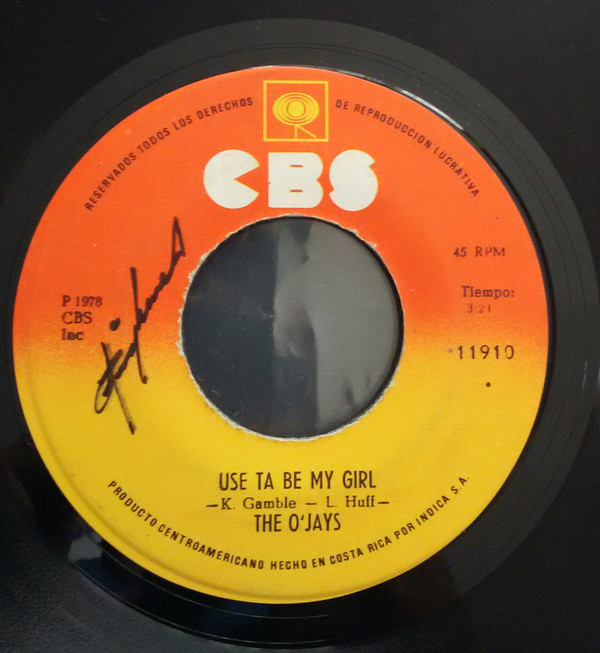 RESERVADOS TODOS LOS DERECHOS DE REPRODUCCION LUCRATIVA
CBS
45 RPM
P 1978
CBS
Inc
Tiempo:
3:21
11910
USE TA BE MY GIRL
—K. Gamble — L. Huff—
THE O'JAYS
PRODUCTO CENTROAMERICANO HECHO EN COSTA RICA POR INDICA S.A.